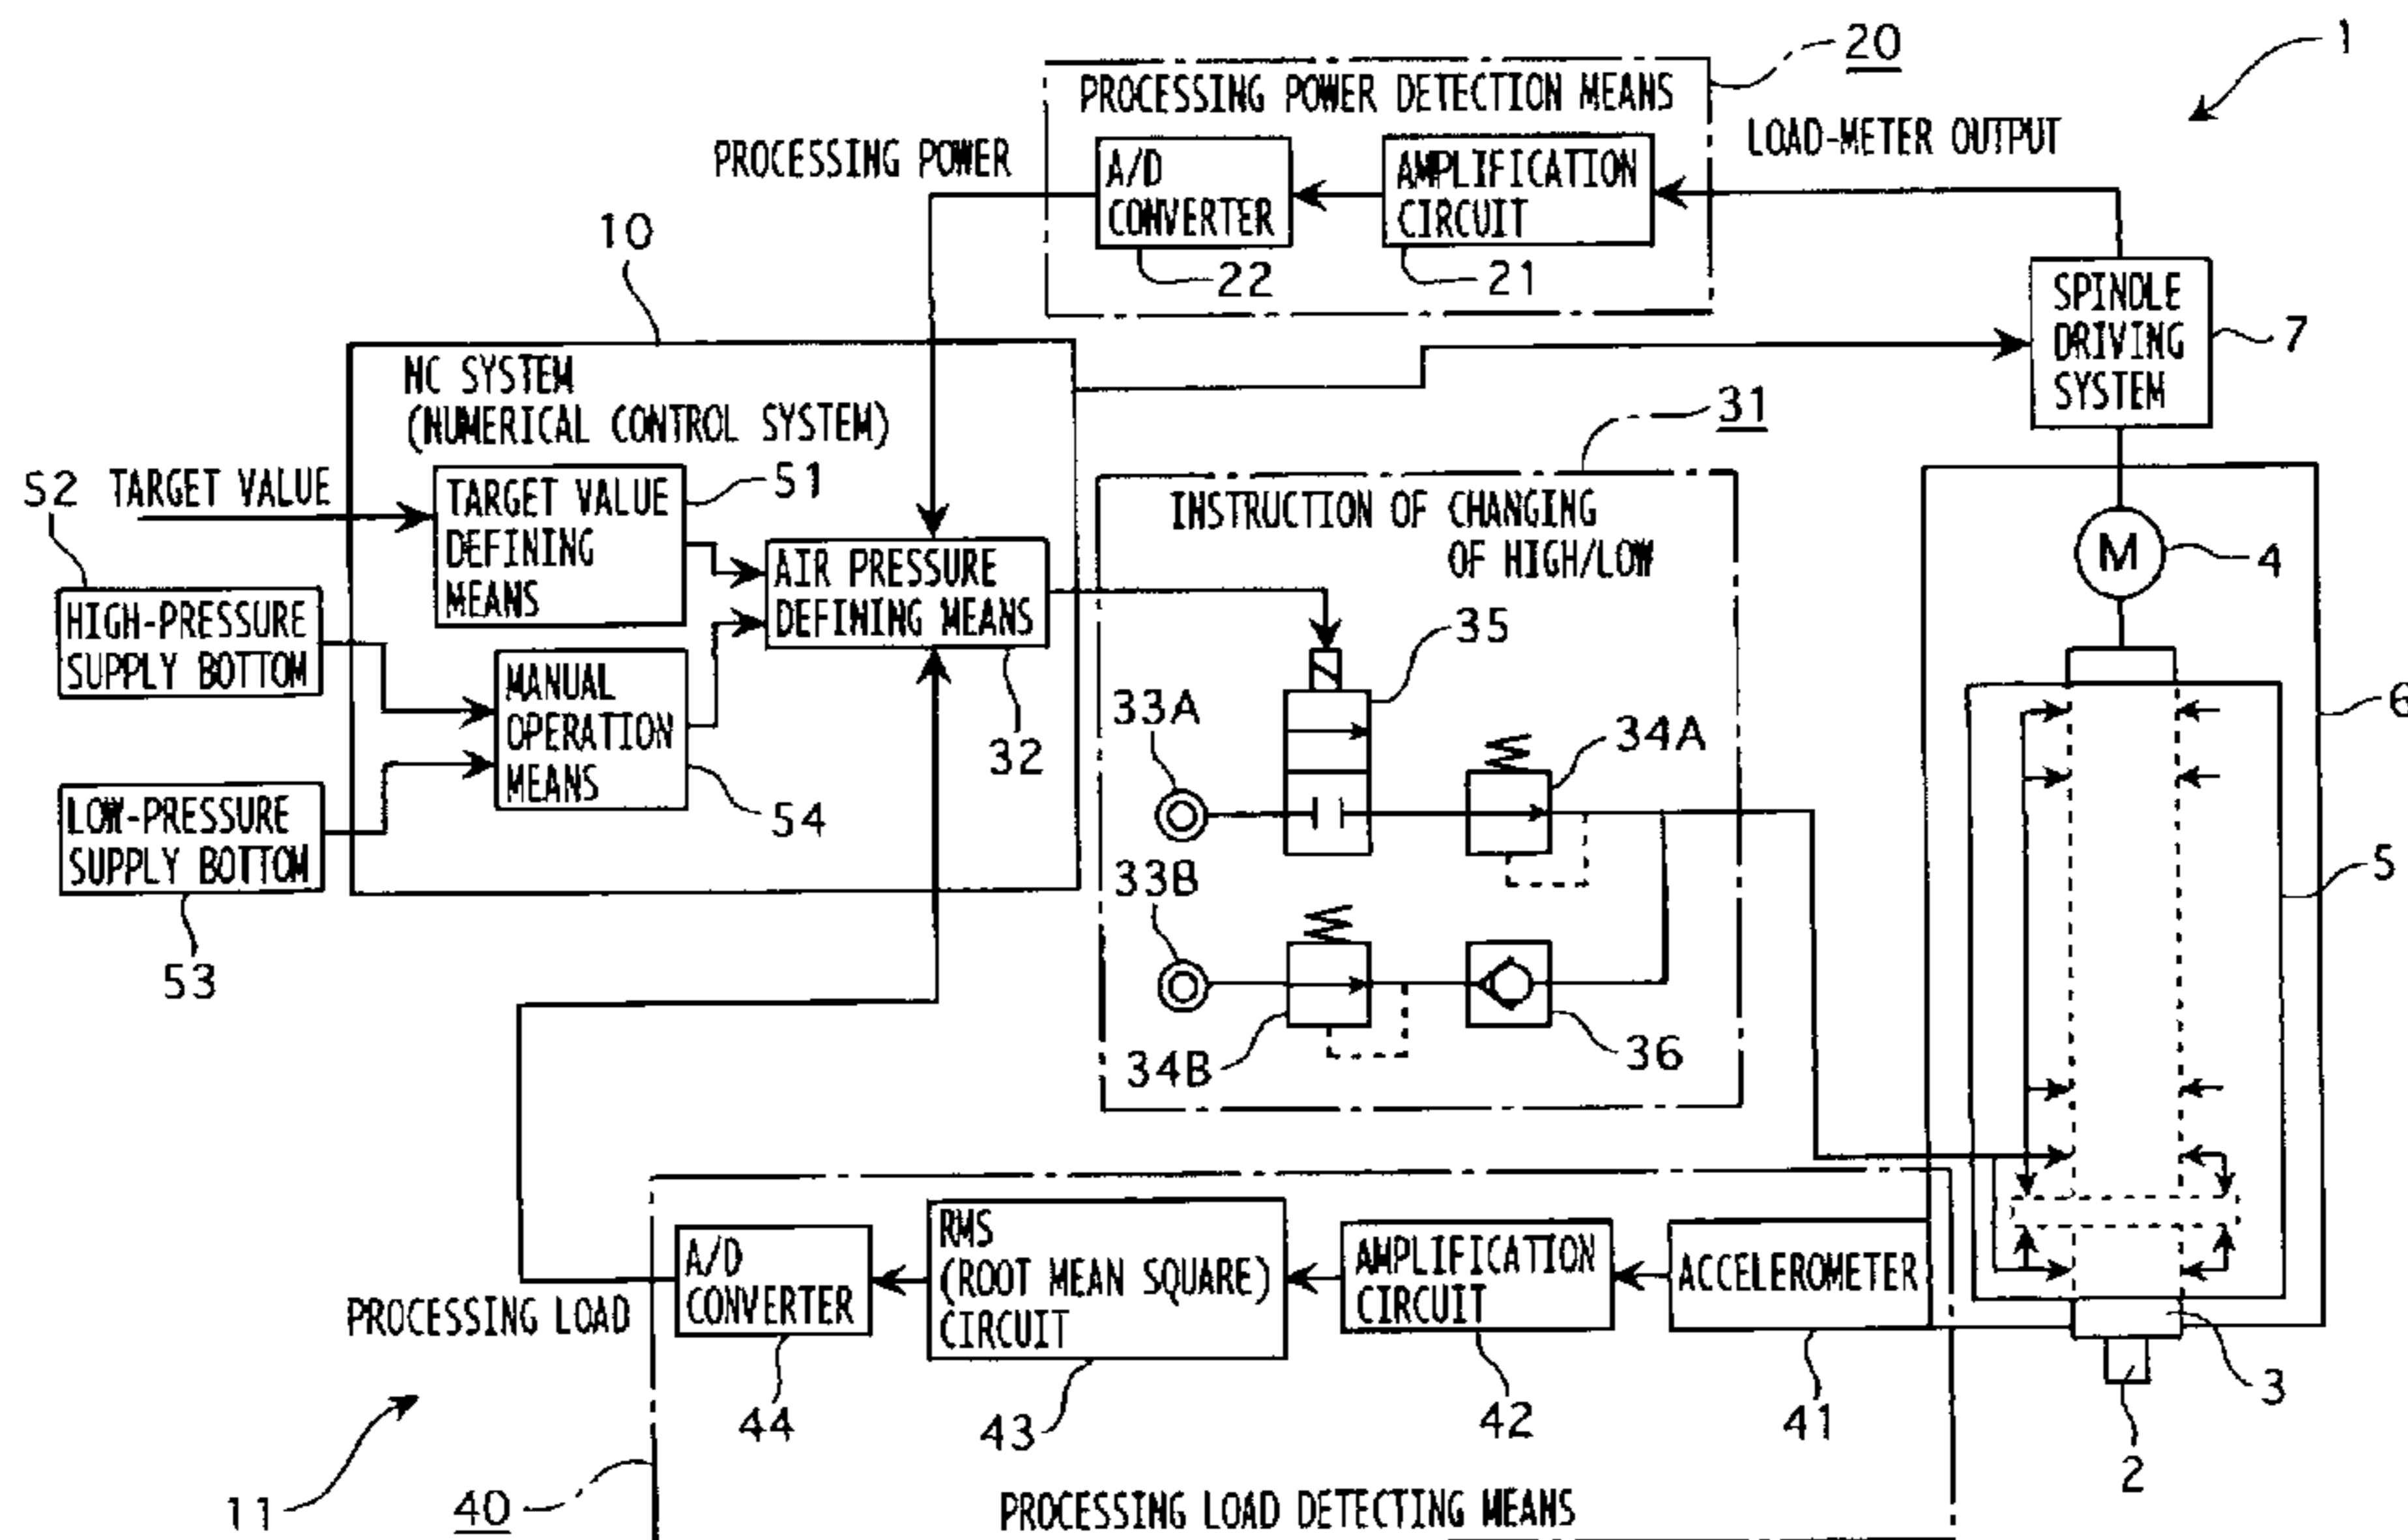 1
20
PROCESSING POWER DETECTION MEANS
LOAD-METER OUTPUT
PROCESSING POWER
A/D
CONVERTER
AMPLIFICATION
CIRCUIT
22
21
10
SPINDLE
DRIVING
SYSTEM
7
NC SYSTEM
(NUMERICAL CONTROL SYSTEM)
31
52
TARGET VALUE
TARGET VALUE
DEFINING
MEANS
51
INSTRUCTION OF CHANGING
OF HIGH/LOW
M
4
AIR PRESSURE
DEFINING MEANS
HIGH-PRESSURE
SUPPLY BOTTOM
35
MANUAL
OPERATION
MEANS
32
33A
34A
6
LOW-PRESSURE
SUPPLY BOTTOM
54
33B
5
53
34B
36
A/D
CONVERTER
RMS
(ROOT MEAN SQUARE)
CIRCUIT
AMPLIFICATION
CIRCUIT
ACCELEROMETER
PROCESSING LOAD
44
43
42
41
3
2
11
40
PROCESSING LOAD DETECTING MEANS